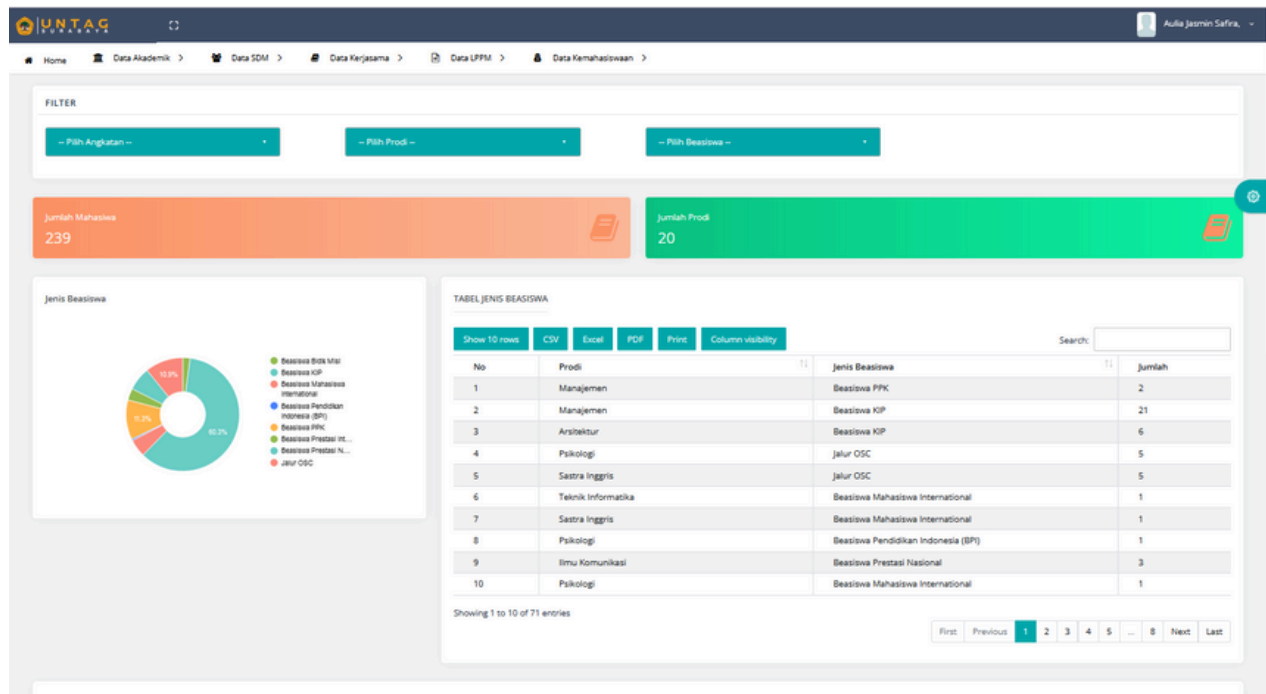 UNTAG
SURABAYA
Aulia Jasmin Safira,
Home
Data Akademik >
Data SDM >
Data Kerjasama >
Data LPPM >
Data Kemahasiswaan >
FILTER
-- Pilih Angkatan --
-- Pilih Prodi --
-- Pilih Beasiswa --
Jumlah Mahasiwa
239
Jumlah Prodi
20
Jenis Beasiswa
10.9%
11.3%
60.3%
Beasiswa Bidik Misi
Beasiswa KIP
Beasiswa Mahasiswa
International
Beasiswa Pendidikan
Indonesia (BPI)
Beasiswa PPK
Beasiswa Prestasi Int...
Beasiswa Prestasi N...
Jalur OSC
TABEL JENIS BEASISWA
Show 10 rows CSV Excel PDF Print Column visibility
Search:
No Prodi Jenis Beasiswa Jumlah
1 Manajemen Beasiswa PPK 2
2 Manajemen Beasiswa KIP 21
3 Arsitektur Beasiswa KIP 6
4 Psikologi Jalur OSC 5
5 Sastra Inggris Jalur OSC 5
6 Teknik Informatika Beasiswa Mahasiswa International 1
7 Sastra Inggris Beasiswa Mahasiswa International 1
8 Psikologi Beasiswa Pendidikan Indonesia (BPI) 1
9 Ilmu Komunikasi Beasiswa Prestasi Nasional 3
10 Psikologi Beasiswa Mahasiswa International 1
Showing 1 to 10 of 71 entries
First Previous 1 2 3 4 5 ... 8 Next Last